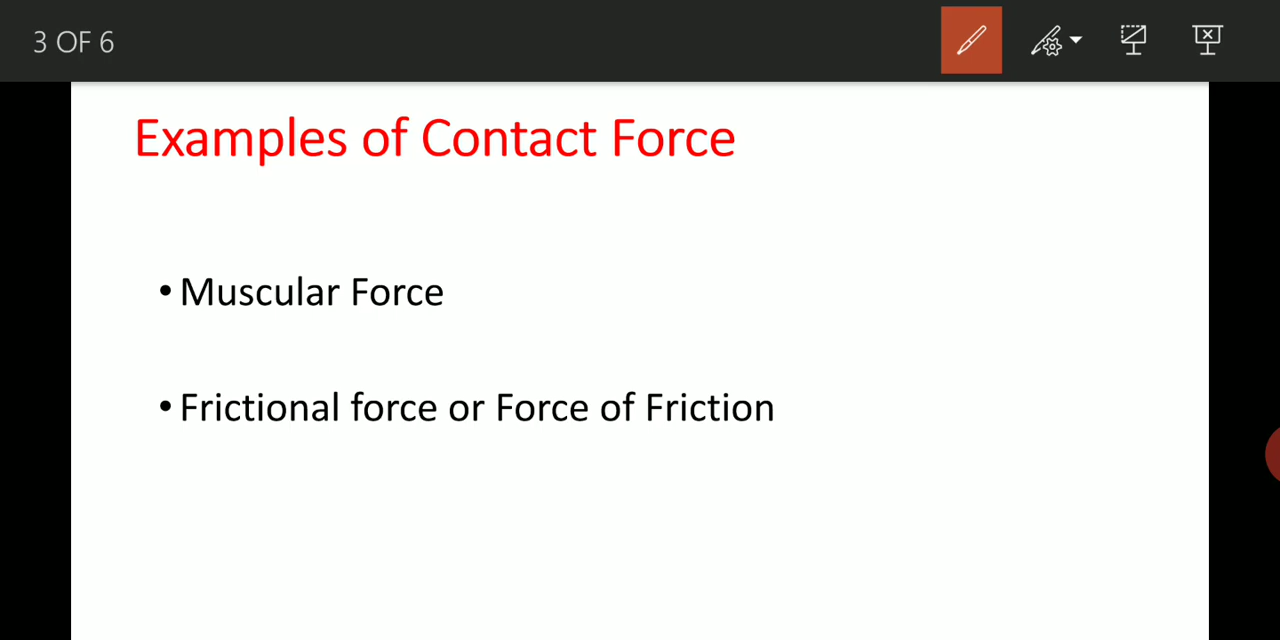 3 OF 6
Examples of Contact Force
• Muscular Force
• Frictional force or Force of Friction